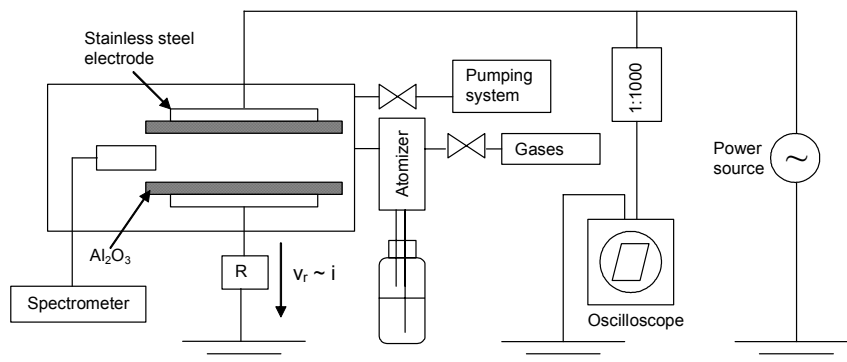 Stainless steel
electrode
Pumping
system
1:1000
Atomizer
Gases
Power
source
~
Al₂O₃
R
vᵣ ~ i
Spectrometer
Oscilloscope